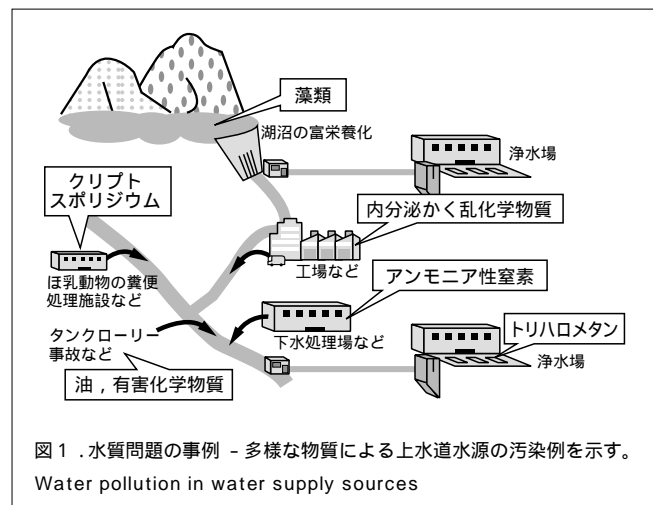 藻類
湖沼の富栄養化
浄水場
クリプト
スポリジウム
内分泌かく乱化学物質
工場など
ほ乳動物の糞便
処理施設など
アンモニア性窒素
タンクローリー
事故など
下水処理場など
トリハロメタン
浄水場
油，有害化学物質
図1．水質問題の事例 － 多様な物質による上水道水源の汚染例を示す。
Water pollution in water supply sources